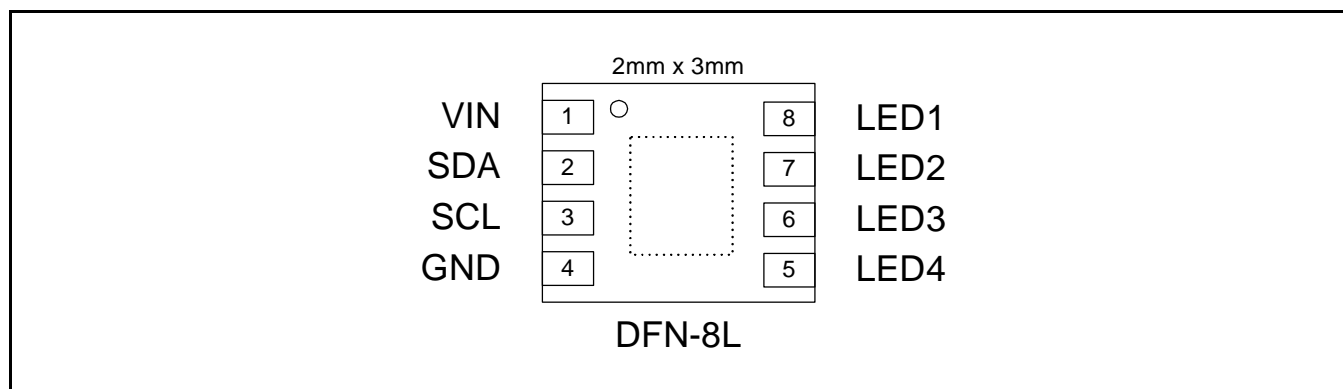 2mm x 3mm
VIN 1 8 LED1
SDA 2 7 LED2
SCL 3 6 LED3
GND 4 5 LED4
DFN-8L